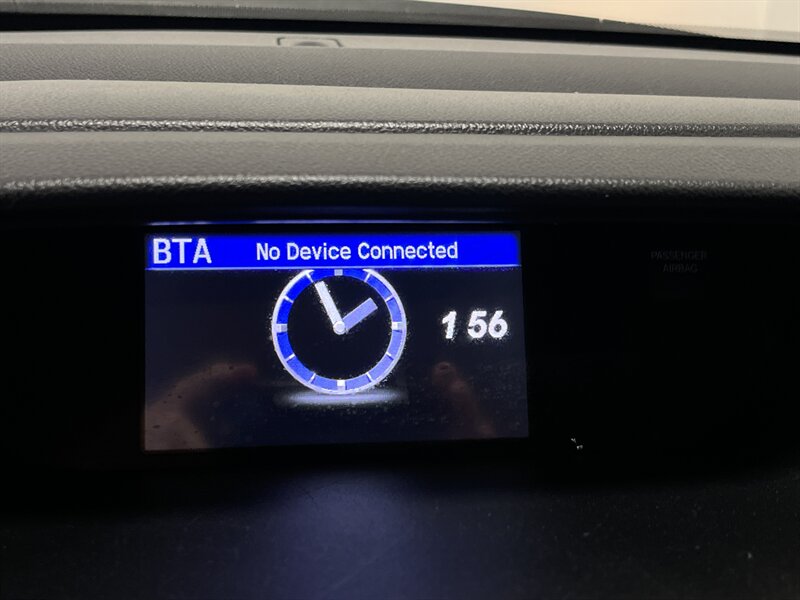 BTA No Device Connected
1 56
PASSENGER
AIRBAG